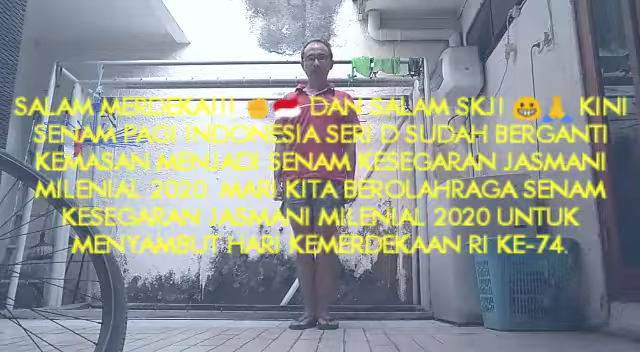 SALAM MERDEKA!!! ✊🇮🇩 DAN SALAM SKJ! 😀🙏 KINI
SENAM PAGI INDONESIA SERI D SUDAH BERGANTI
KEMASAN MENJADI SENAM KESEGARAN JASMANI
MILENIAL 2020. MARI KITA BEROLAHRAGA SENAM
KESEGARAN JASMANI MILENIAL 2020 UNTUK
MENYAMBUT HARI KEMERDEKAAN RI KE-74.